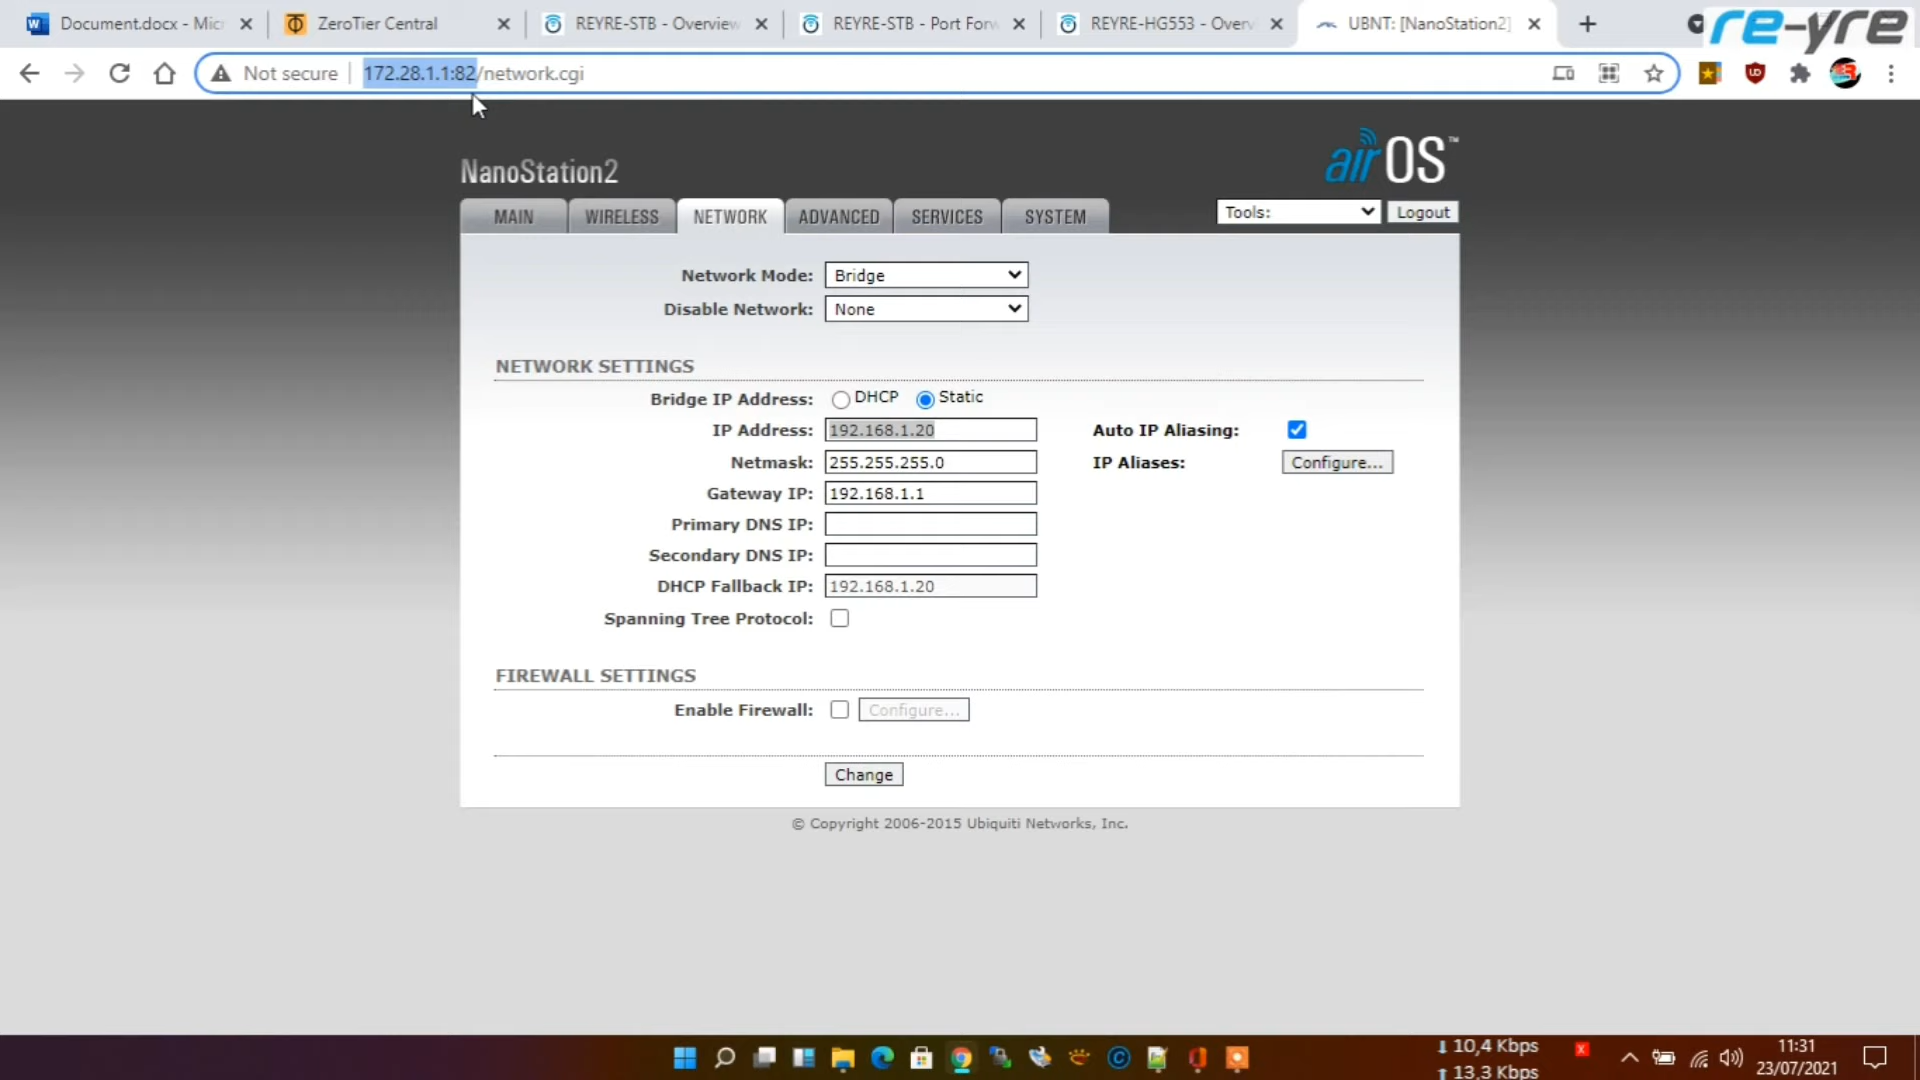 Document.docx - Mic
ZeroTier Central
REYRE-STB - Overview
REYRE-STB - Port Forw
REYRE-HG553 - Overv
UBNT: [NanoStation2]
re-yre
Not secure
172.28.1.1:82/network.cgi
NanoStation2
airOS™
MAIN
WIRELESS
NETWORK
ADVANCED
SERVICES
SYSTEM
Tools:
Logout
Network Mode: Bridge
Disable Network: None
NETWORK SETTINGS
Bridge IP Address: DHCP Static
IP Address: 192.168.1.20
Auto IP Aliasing:
Netmask: 255.255.255.0
IP Aliases: Configure...
Gateway IP: 192.168.1.1
Primary DNS IP:
Secondary DNS IP:
DHCP Fallback IP: 192.168.1.20
Spanning Tree Protocol:
FIREWALL SETTINGS
Enable Firewall: Configure...
Change
© Copyright 2006-2015 Ubiquiti Networks, Inc.
10,4 Kbps
13,3 Kbps
11:31
23/07/2021